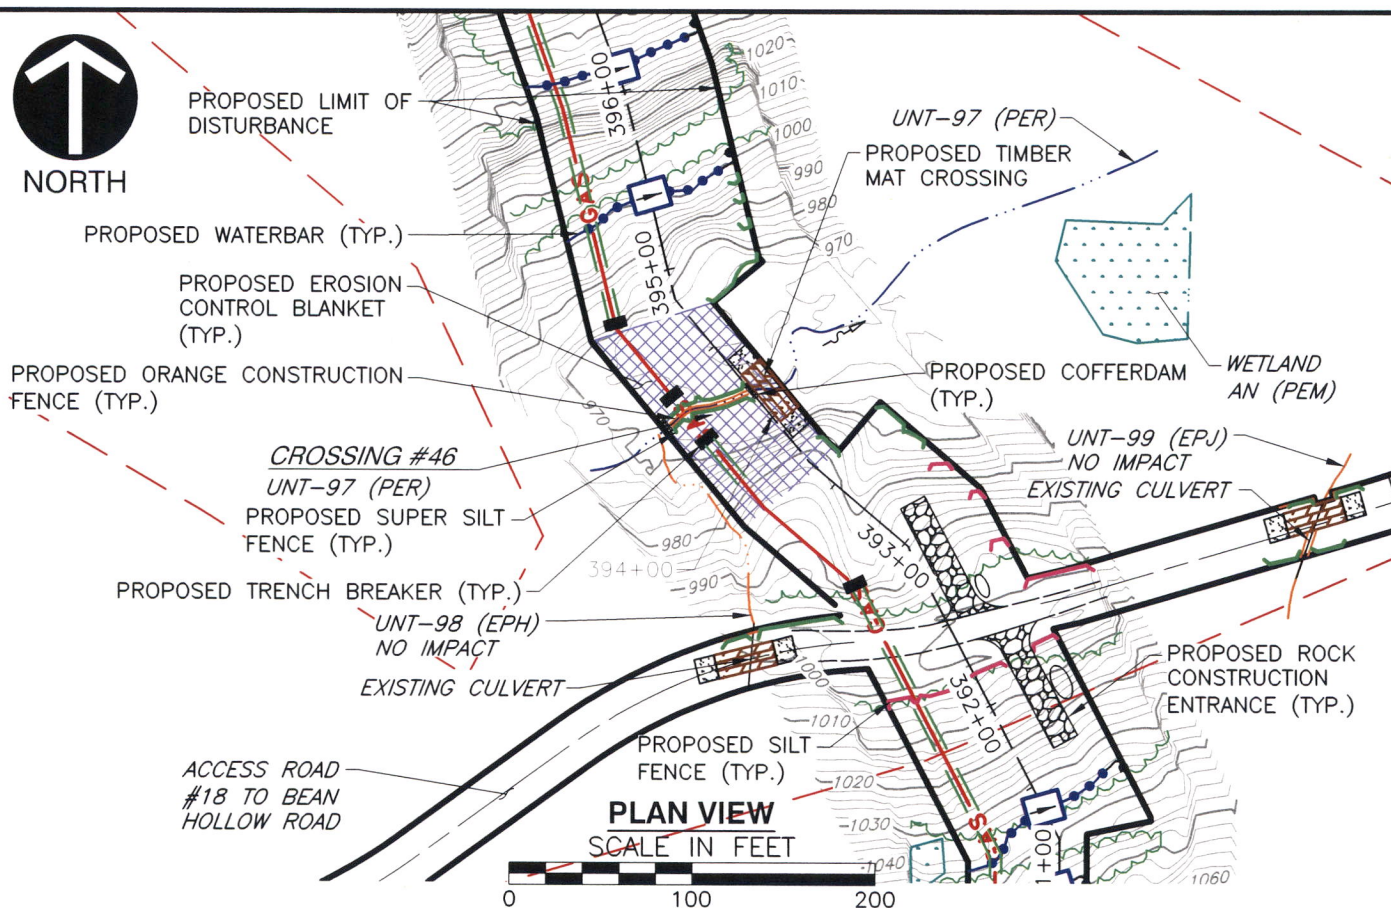 NORTH
PROPOSED LIMIT OF
DISTURBANCE
396+00
1020
1010
1000
990
980
970
UNT-97 (PER)
PROPOSED TIMBER
MAT CROSSING
GAS
PROPOSED WATERBAR (TYP.)
395+00
PROPOSED EROSION
CONTROL BLANKET
(TYP.)
PROPOSED ORANGE CONSTRUCTION
FENCE (TYP.)
970
PROPOSED COFFERDAM
(TYP.)
WETLAND
AN (PEM)
CROSSING #46
UNT-97 (PER)
UNT-99 (EPJ)
NO IMPACT
EXISTING CULVERT
PROPOSED SUPER SILT
FENCE (TYP.)
980
394+00
990
393+00
PROPOSED TRENCH BREAKER (TYP.)
UNT-98 (EPH)
NO IMPACT
EXISTING CULVERT
1000
1010
392+00
PROPOSED ROCK
CONSTRUCTION
ENTRANCE (TYP.)
PROPOSED SILT
FENCE (TYP.)
1020
1030
1040
1060
1+00
ACCESS ROAD
#18 TO BEAN
HOLLOW ROAD
PLAN VIEW
SCALE IN FEET
0 100 200